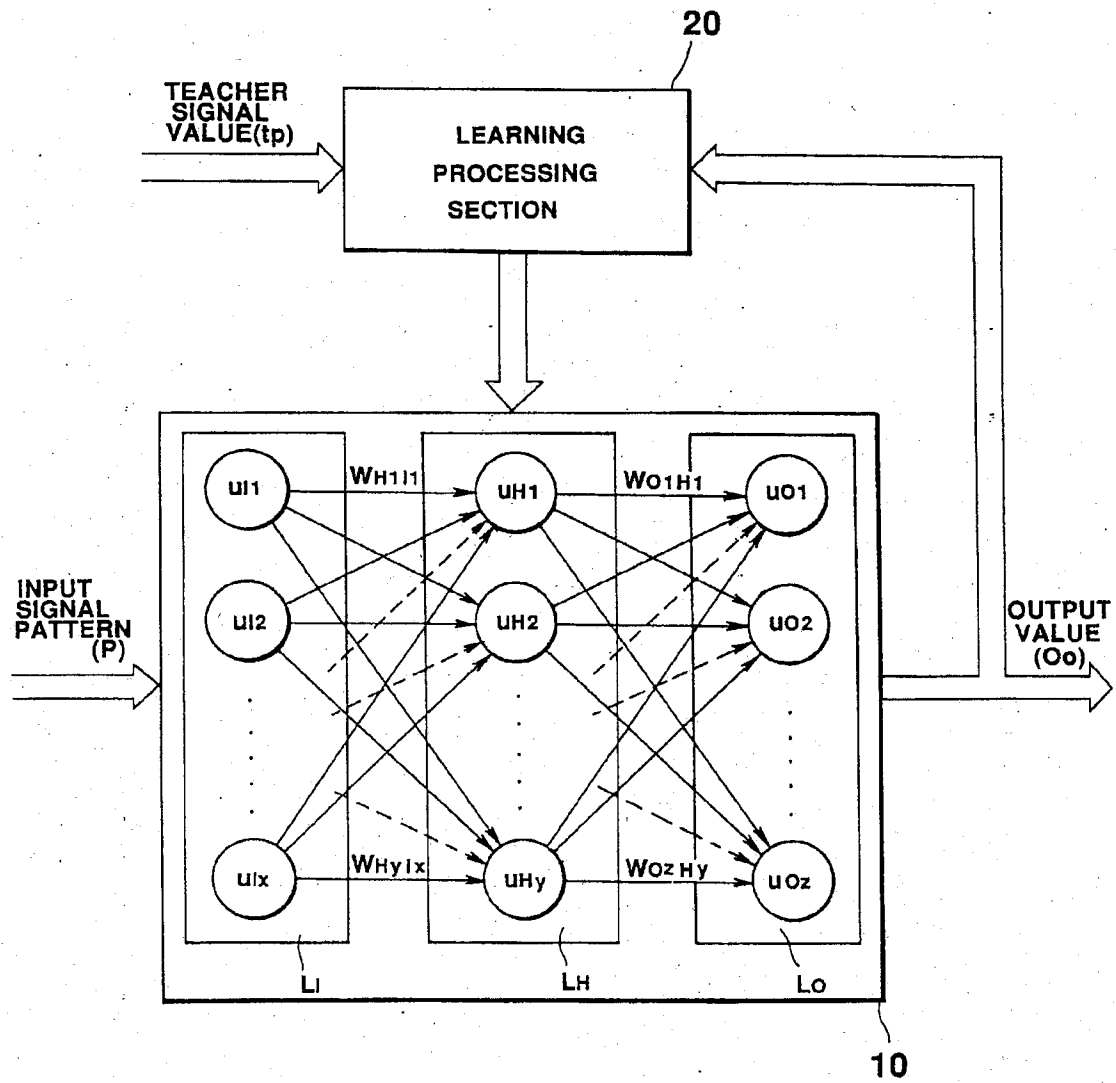 20
TEACHER
SIGNAL
VALUE(tp)
LEARNING
PROCESSING
SECTION
uI1
WH1I1
uH1
WO1H1
uO1
INPUT
SIGNAL
PATTERN
(P)
uI2
uH2
uO2
OUTPUT
VALUE
(Oo)
uIx
WHyIx
uHy
WOzHy
uOz
LI
LH
LO
10